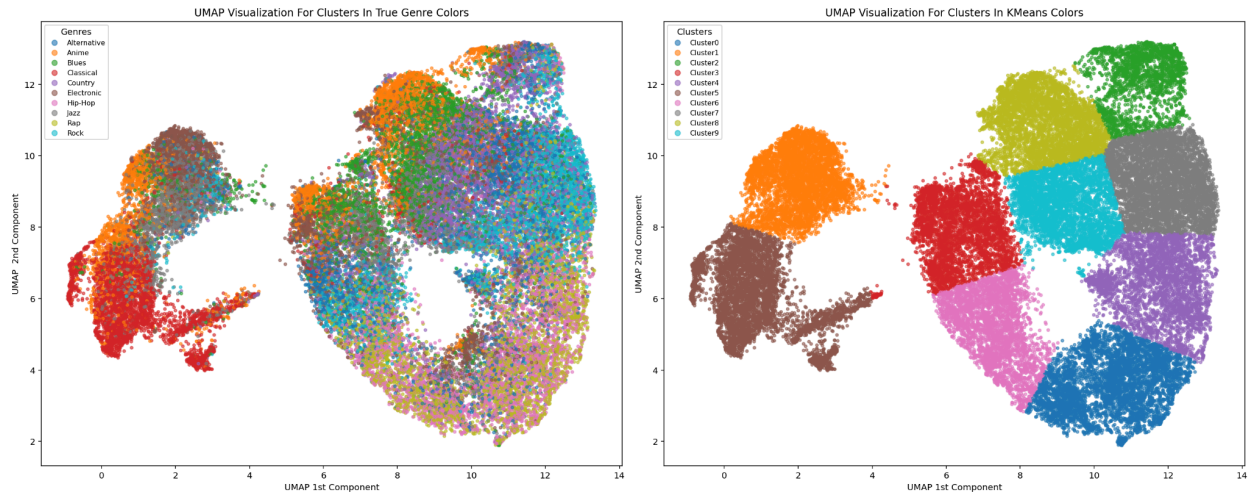 UMAP Visualization For Clusters In True Genre Colors
Genres
Alternative
Anime
Blues
Classical
Country
Electronic
Hip-Hop
Jazz
Rap
Rock
12
10
8
6
4
2
UMAP  2nd Component
0 2 4 6 8 10 12 14
UMAP 1st Component
UMAP Visualization For Clusters In KMeans Colors
Clusters
Cluster0
Cluster1
Cluster2
Cluster3
Cluster4
Cluster5
Cluster6
Cluster7
Cluster8
Cluster9
12
10
8
6
4
2
UMAP 2nd Component
0 2 4 6 8 10 12 14
UMAP 1st Component